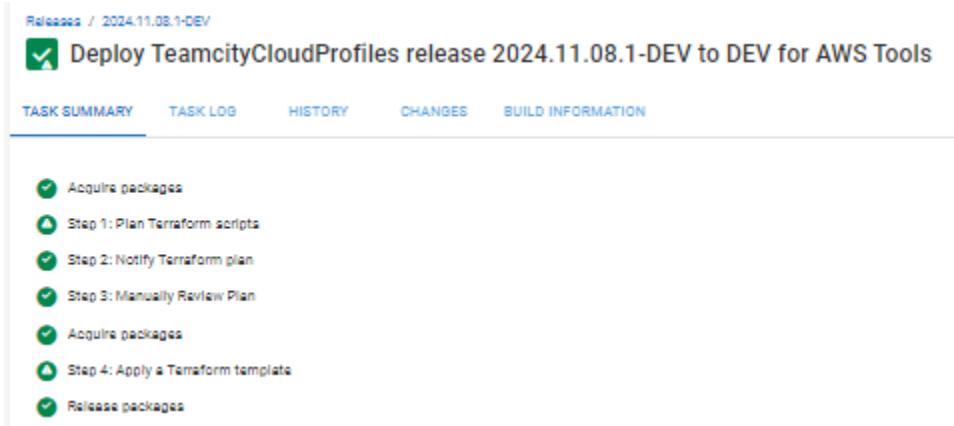 Releases / 2024.11.08.1-DEV
Deploy TeamcityCloudProfiles release 2024.11.08.1-DEV to DEV for AWS Tools
TASK SUMMARY TASK LOG HISTORY CHANGES BUILD INFORMATION
Acquire packages
Step 1: Plan Terraform scripts
Step 2: Notify Terraform plan
Step 3: Manually Review Plan
Acquire packages
Step 4: Apply a Terraform template
Release packages